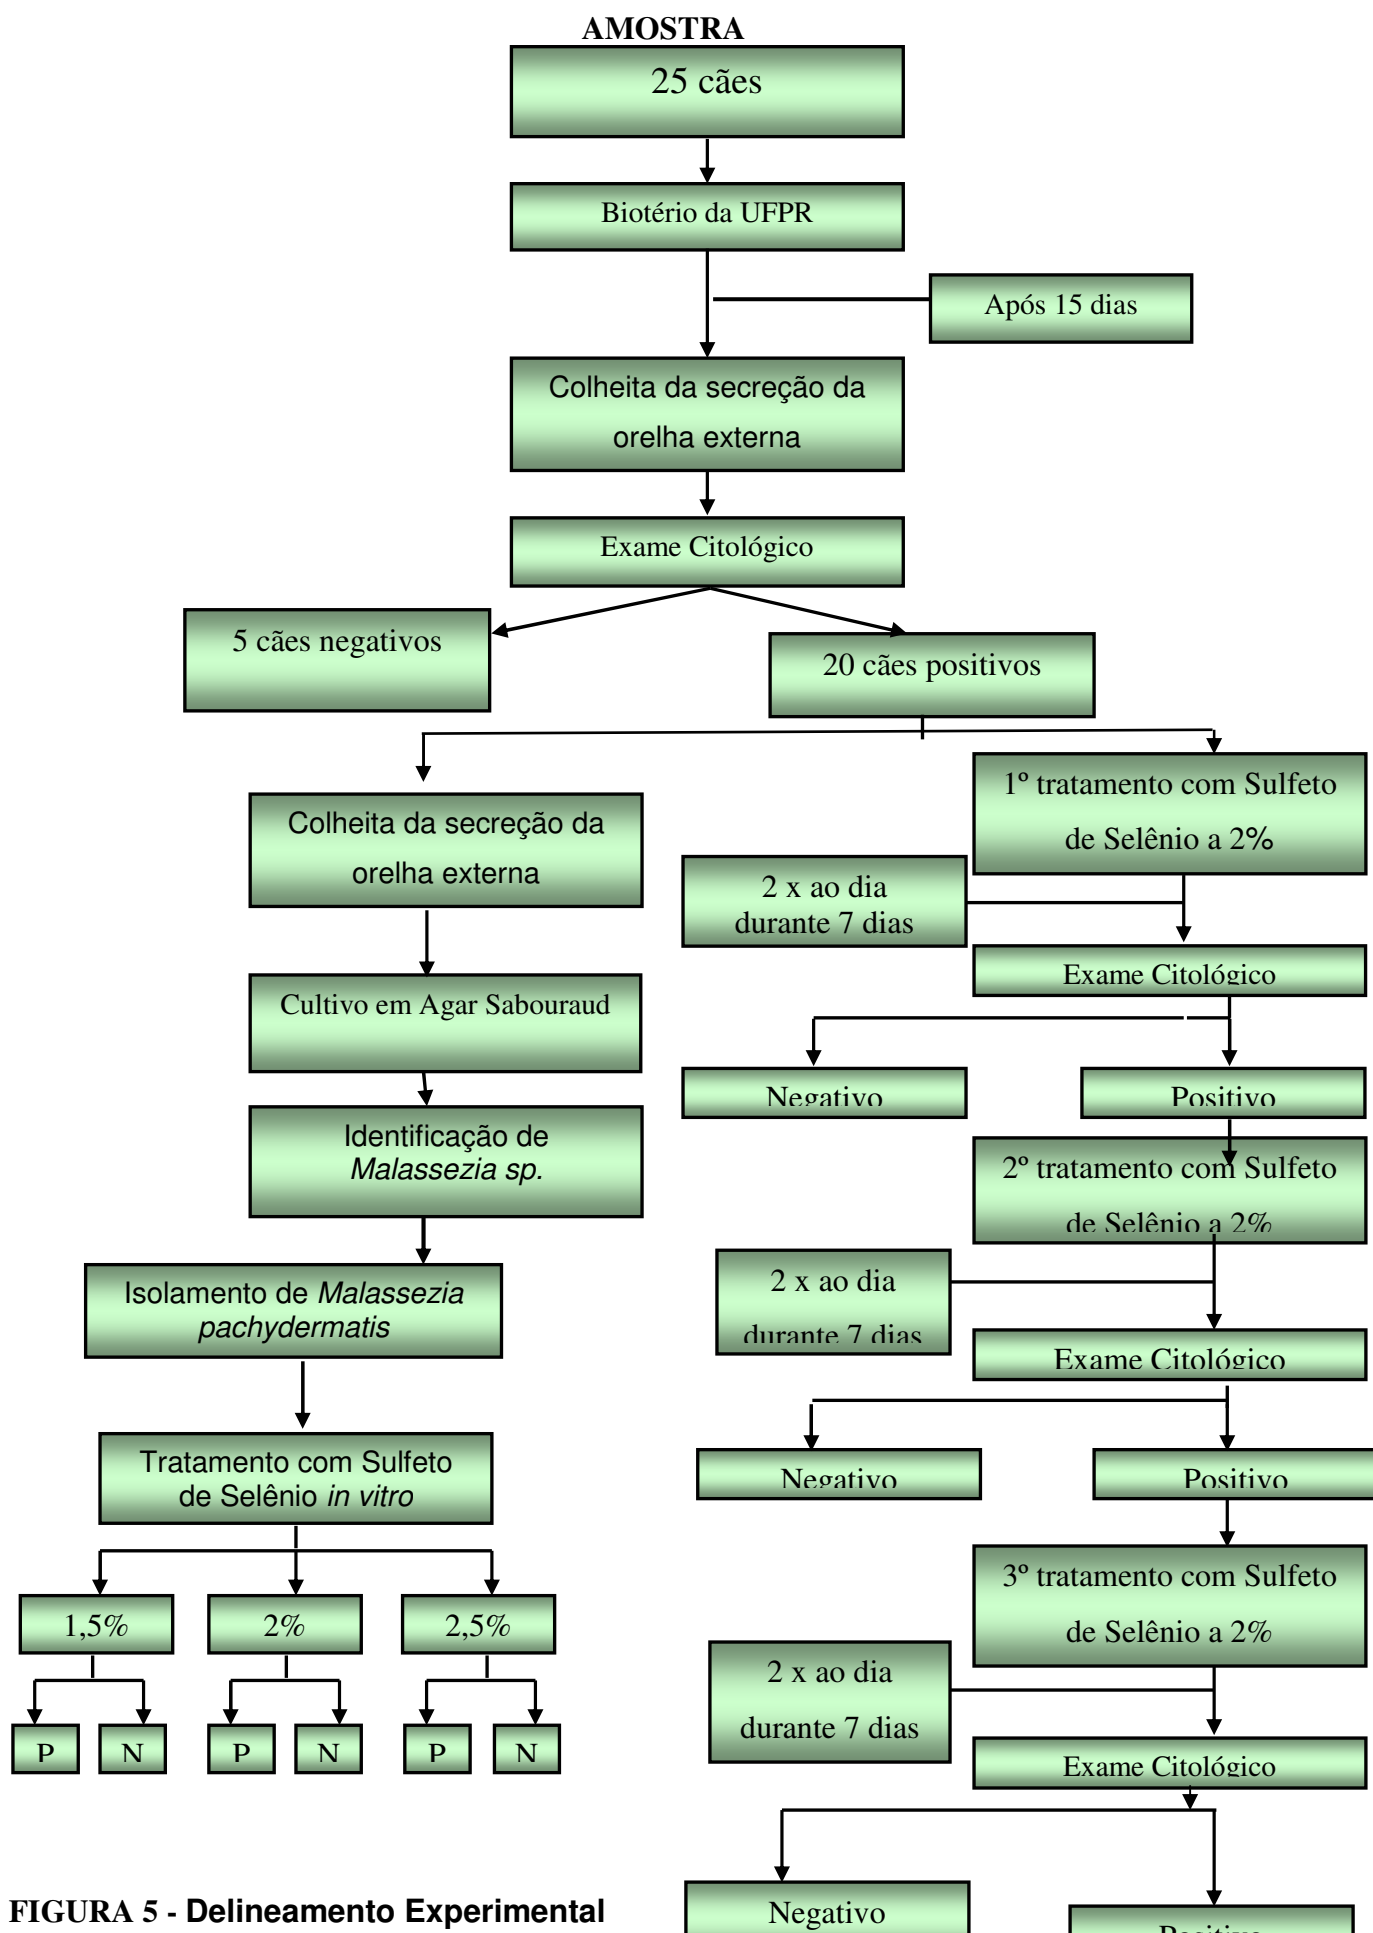 AMOSTRA
25 cães
Biotério da UFPR
Após 15 dias
Colheita da secreção da
orelha externa
Exame Citológico
5 cães negativos
20 cães positivos
Colheita da secreção da
orelha externa
Cultivo em Agar Sabouraud
Identificação de
Malassezia sp.
Isolamento de Malassezia
pachydermatis
Tratamento com Sulfeto
de Selênio in vitro
1,5%
2%
2,5%
P
N
P
N
P
N
1º tratamento com Sulfeto
de Selênio a 2%
2 x ao dia
durante 7 dias
Exame Citológico
Negativo
Positivo
2º tratamento com Sulfeto
de Selênio a 2%
2 x ao dia
durante 7 dias
Exame Citológico
Negativo
Positivo
3º tratamento com Sulfeto
de Selênio a 2%
2 x ao dia
durante 7 dias
Exame Citológico
Negativo
Positivo
FIGURA 5 - Delineamento Experimental